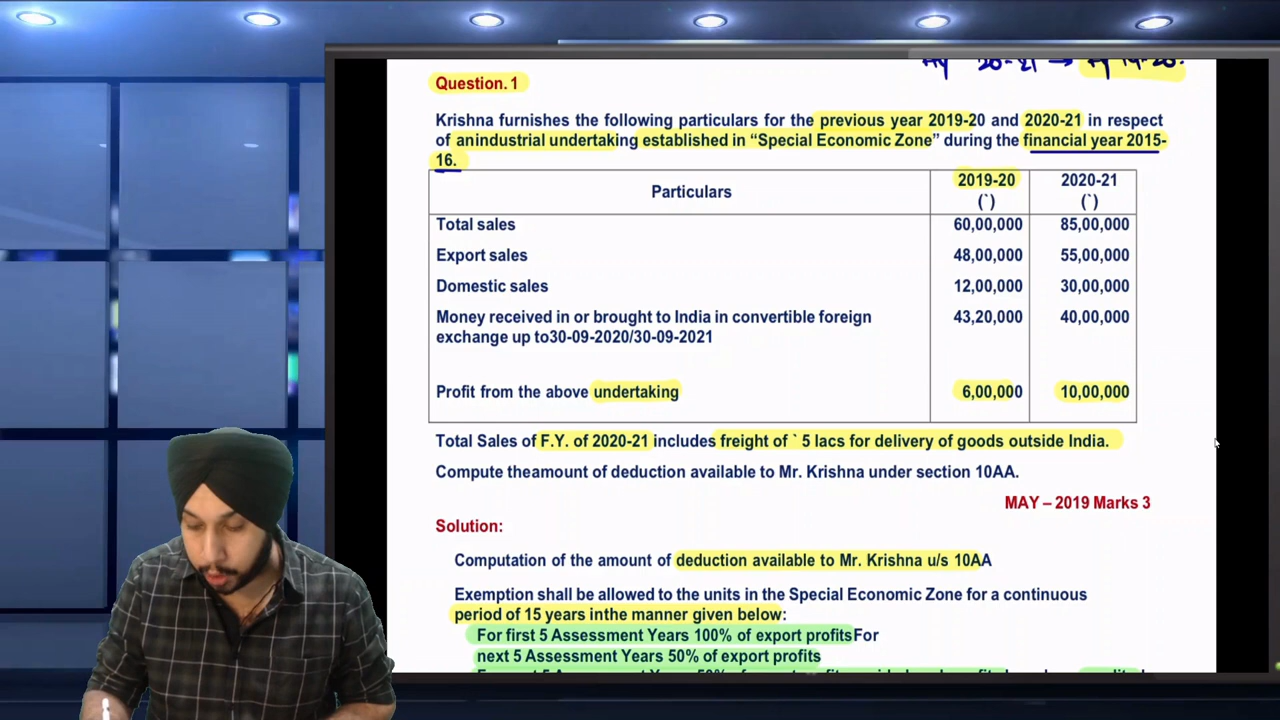 Question. 1
Krishna furnishes the following particulars for the previous year 2019-20 and 2020-21 in respect
of anindustrial undertaking established in “Special Economic Zone” during the financial year 2015-
16.
Particulars 2019-20 2020-21
(`) (`)
Total sales 60,00,000 85,00,000
Export sales 48,00,000 55,00,000
Domestic sales 12,00,000 30,00,000
Money received in or brought to India in convertible foreign 43,20,000 40,00,000
exchange up to30-09-2020/30-09-2021
Profit from the above undertaking 6,00,000 10,00,000
Total Sales of F.Y. of 2020-21 includes freight of ` 5 lacs for delivery of goods outside India.
Compute theamount of deduction available to Mr. Krishna under section 10AA.
MAY – 2019 Marks 3
Solution:
Computation of the amount of deduction available to Mr. Krishna u/s 10AA
Exemption shall be allowed to the units in the Special Economic Zone for a continuous
period of 15 years inthe manner given below:
For first 5 Assessment Years 100% of export profitsFor
next 5 Assessment Years 50% of export profits